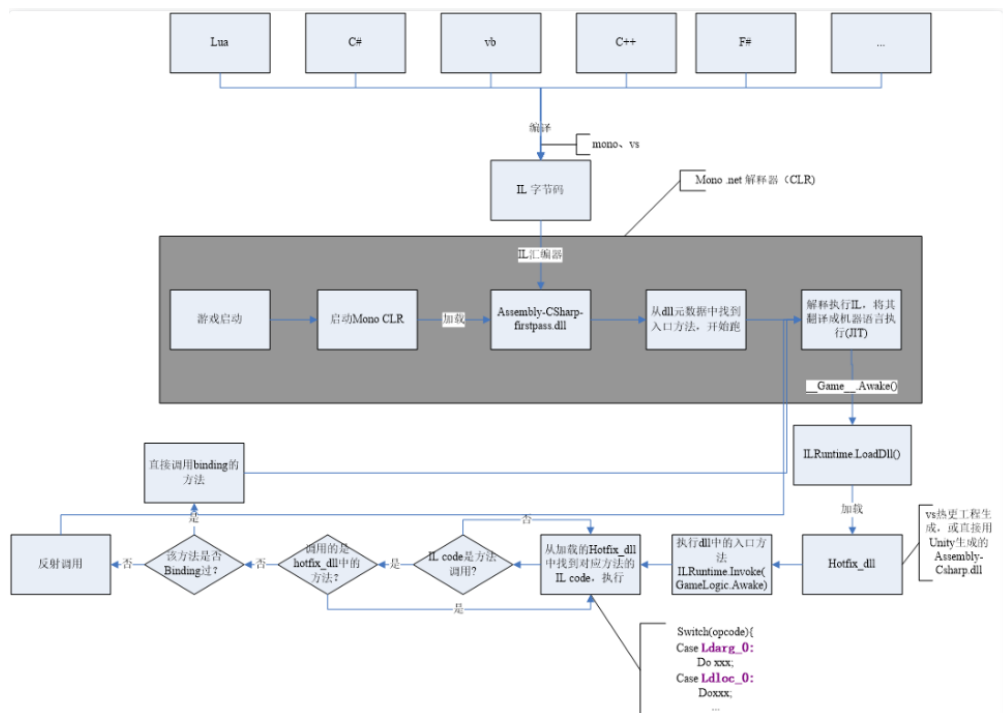 Lua
C#
vb
C++
F#
...
编译
mono、vs
IL 字节码
Mono .net 解释器（CLR)
IL汇编器
游戏启动
启动Mono CLR
加载
Assembly-CSharp-
firstpass.dll
从dll元数据中找到
入口方法，开始跑
解释执行IL，将其
翻译成机器语言执
行(JIT)
__Game__.Awake()
ILRuntime.LoadDll()
加载
直接调用binding的
方法
是
否
反射调用
否
该方法是否
Binding过？
否
调用的是
hotfix_dll中的
方法？
是
IL code是方法
调用？
从加载的Hotfix_dll
中找到对应方法的
IL code，执行
执行dll中的入口方
法
ILRuntime.Invoke(
GameLogic.Awake)
Hotfix_dll
vs热更工程生
成，或直接用
Unity生成的
Assembly-
Csharp.dll
是
Switch(opcode){
Case Ldarg_0:
Do xxx;
Case Ldloc_0:
Doxxx;
...